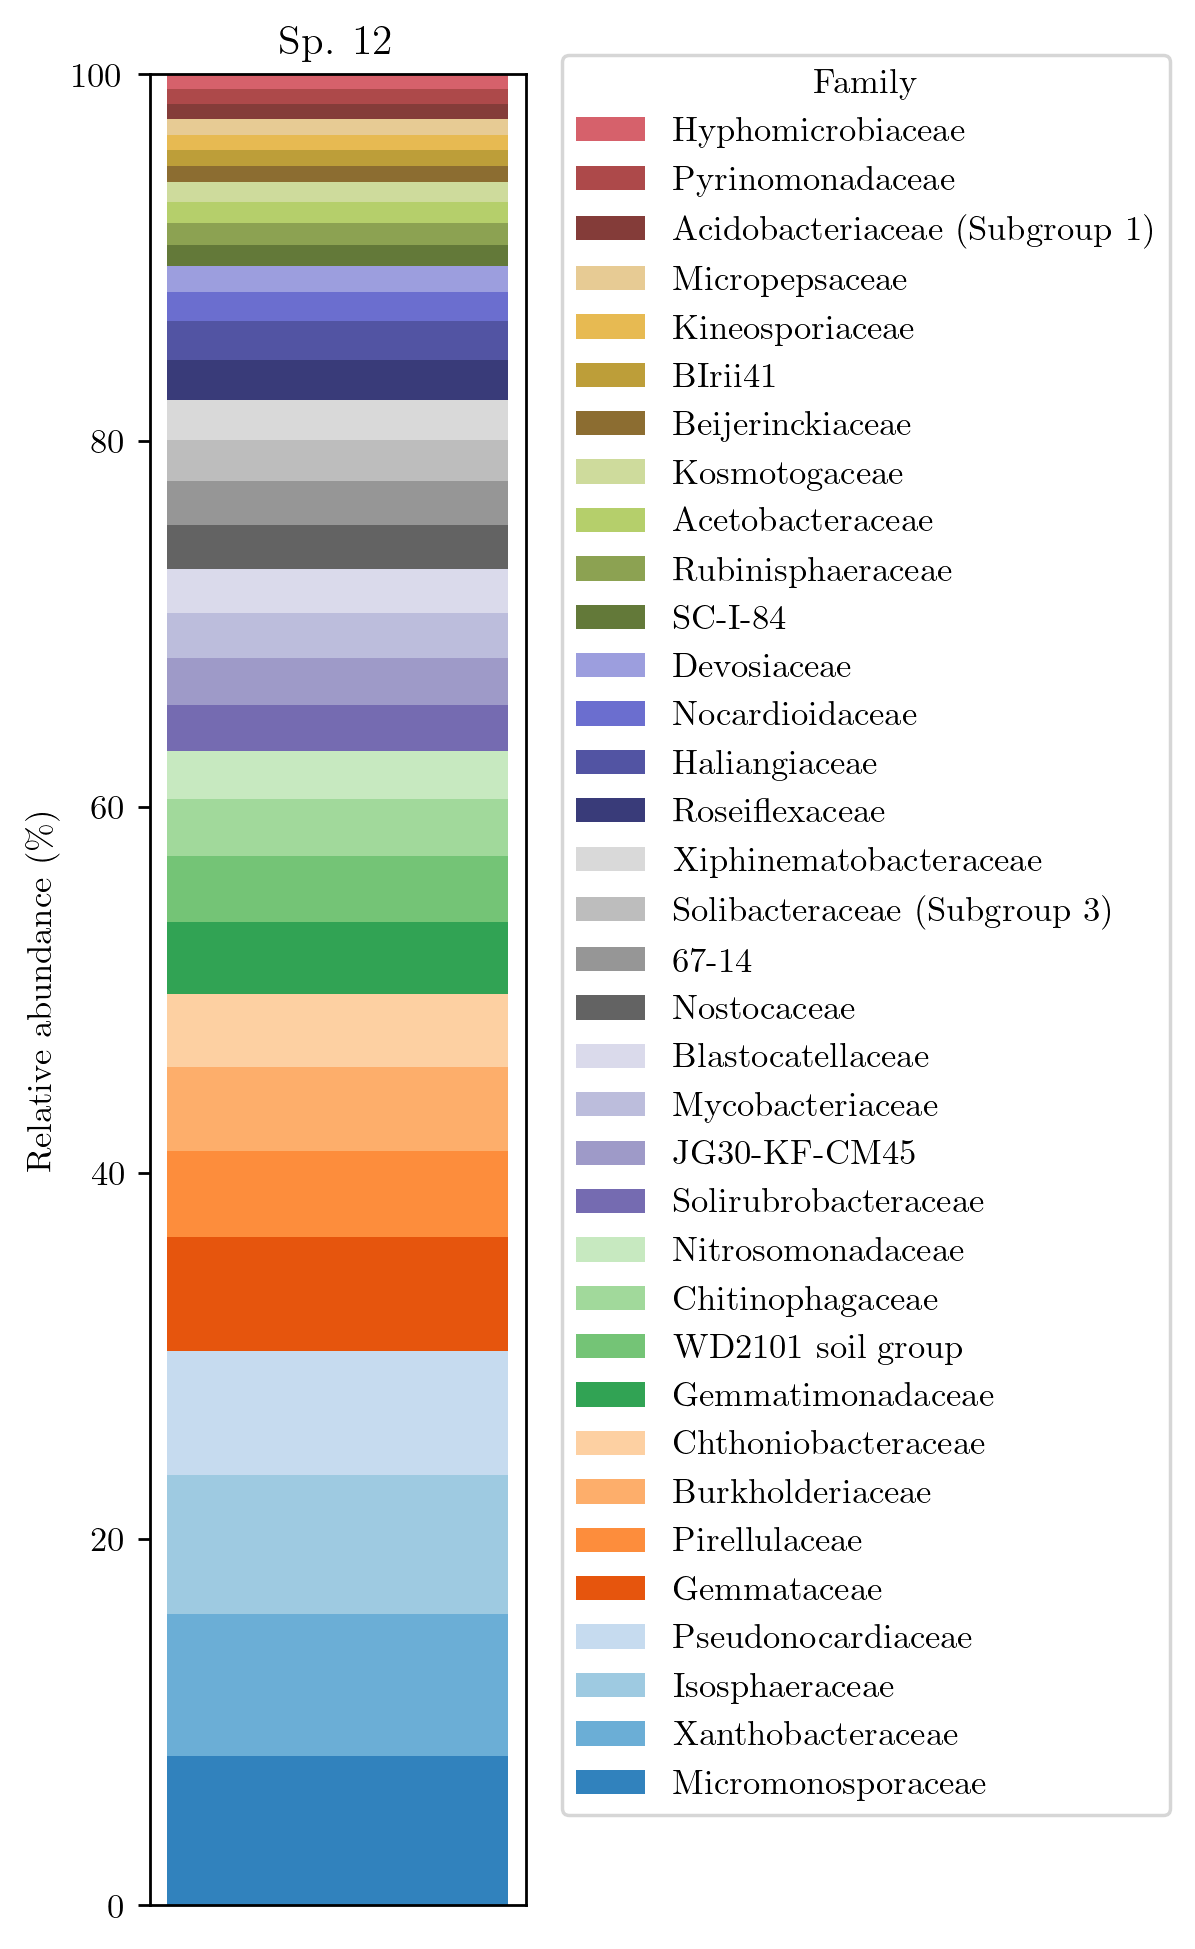 Sp. 12
100
80
60
40
20
0
Relative abundance (%)
Family
Hyphomicrobiaceae
Pyrinomonadaceae
Acidobacteriaceae (Subgroup 1)
Micropepsaceae
Kineosporiaceae
BIrii41
Beijerinckiaceae
Kosmotogaceae
Acetobacteraceae
Rubinisphaeraceae
SC-I-84
Devosiaceae
Nocardioidaceae
Haliangiaceae
Roseiflexaceae
Xiphinematobacteraceae
Solibacteraceae (Subgroup 3)
67-14
Nostocaceae
Blastocatellaceae
Mycobacteriaceae
JG30-KF-CM45
Solirubrobacteraceae
Nitrosomonadaceae
Chitinophagaceae
WD2101 soil group
Gemmatimonadaceae
Chthoniobacteraceae
Burkholderiaceae
Pirellulaceae
Gemmataceae
Pseudonocardiaceae
Isosphaeraceae
Xanthobacteraceae
Micromonosporaceae